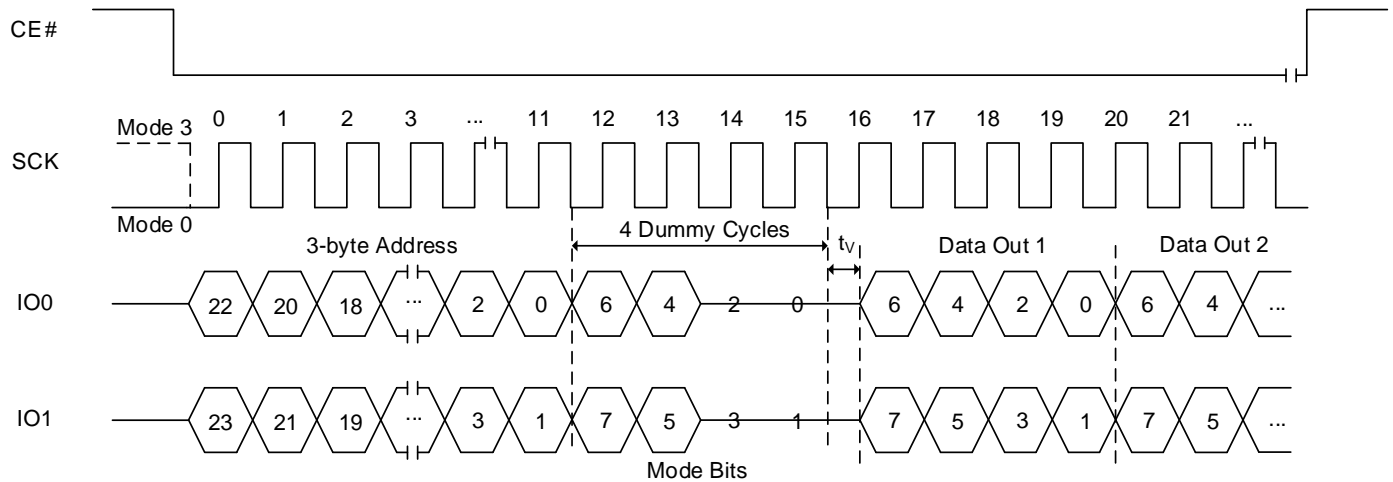 CE#
Mode 3
0 1 2 3 ... 11 12 13 14 15 16 17 18 19 20 21 ...
SCK
Mode 0
3-byte Address
4 Dummy Cycles
tV
Data Out 1
Data Out 2
IO0
22 20 18 ... 2 0 6 4 2 0 6 4 2 0 6 4 ...
IO1
23 21 19 ... 3 1 7 5 3 1 7 5 3 1 7 5 ...
Mode Bits